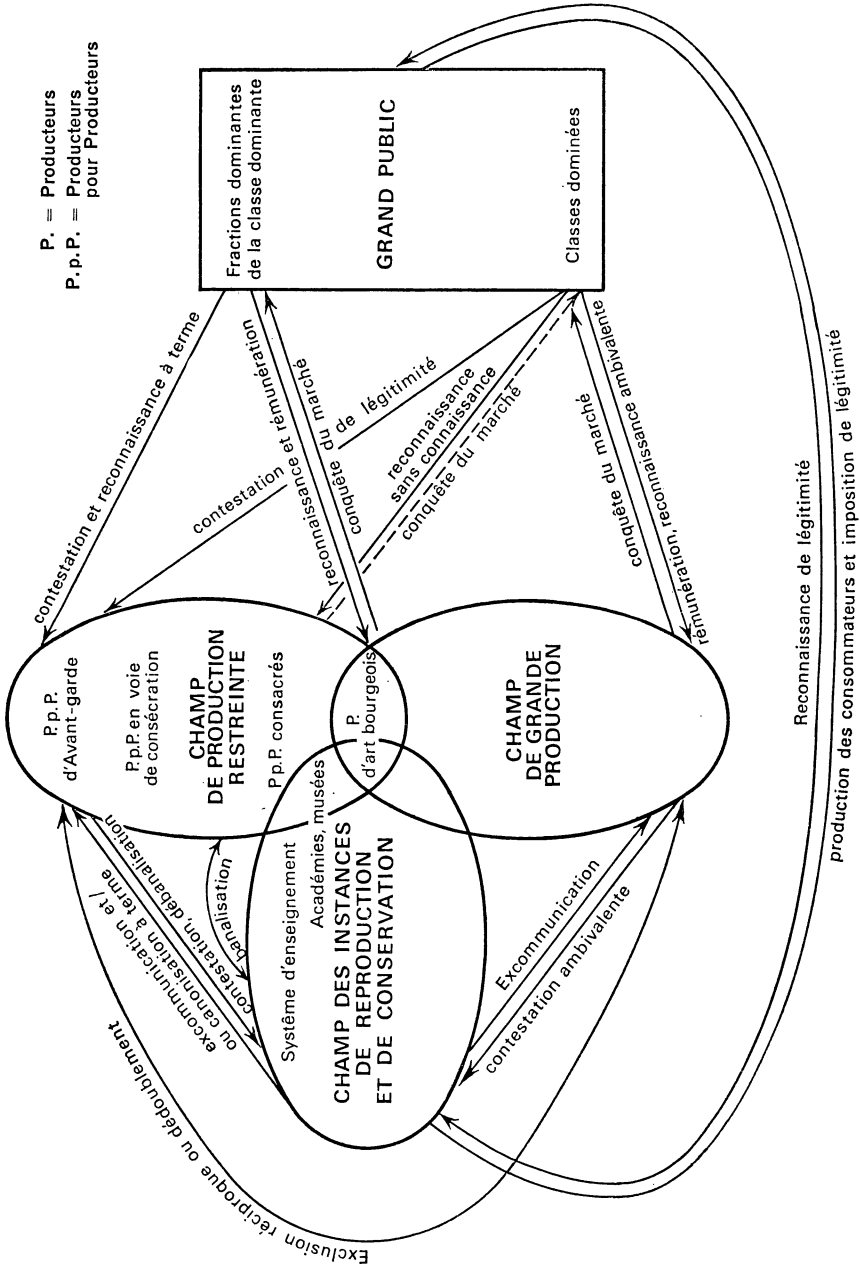 P. = Producteurs
P.p.P. = Producteurs
pour Producteurs
Exclusion réciproque ou dédoublement
excommunication et/
ou canonisation à terme
contestation, débanalisation
banalisation
P.p.P.
d'Avant-garde
P.p.P. en voie
de consécration
CHAMP
DE PRODUCTION
RESTREINTE
P.p.P. consacrés
P.
d'art bourgeois
Systême d'enseignement
Académies, musées
CHAMP DES INSTANCES
DE REPRODUCTION
ET DE CONSERVATION
CHAMP
DE GRANDE
PRODUCTION
Excommunication
contestation ambivalente
contestation et reconnaissance à terme
contestation de légitimité
reconnaissance et rémunération
conquête du marché
reconnaissance
sans connaissance
conquête du marché
conquête du marché
rémunération, reconnaissance ambivalente
Fractions dominantes
de la classe dominante
GRAND PUBLIC
Classes dominées
Reconnaissance de légitimité
production des consommateurs et imposition de légitimité